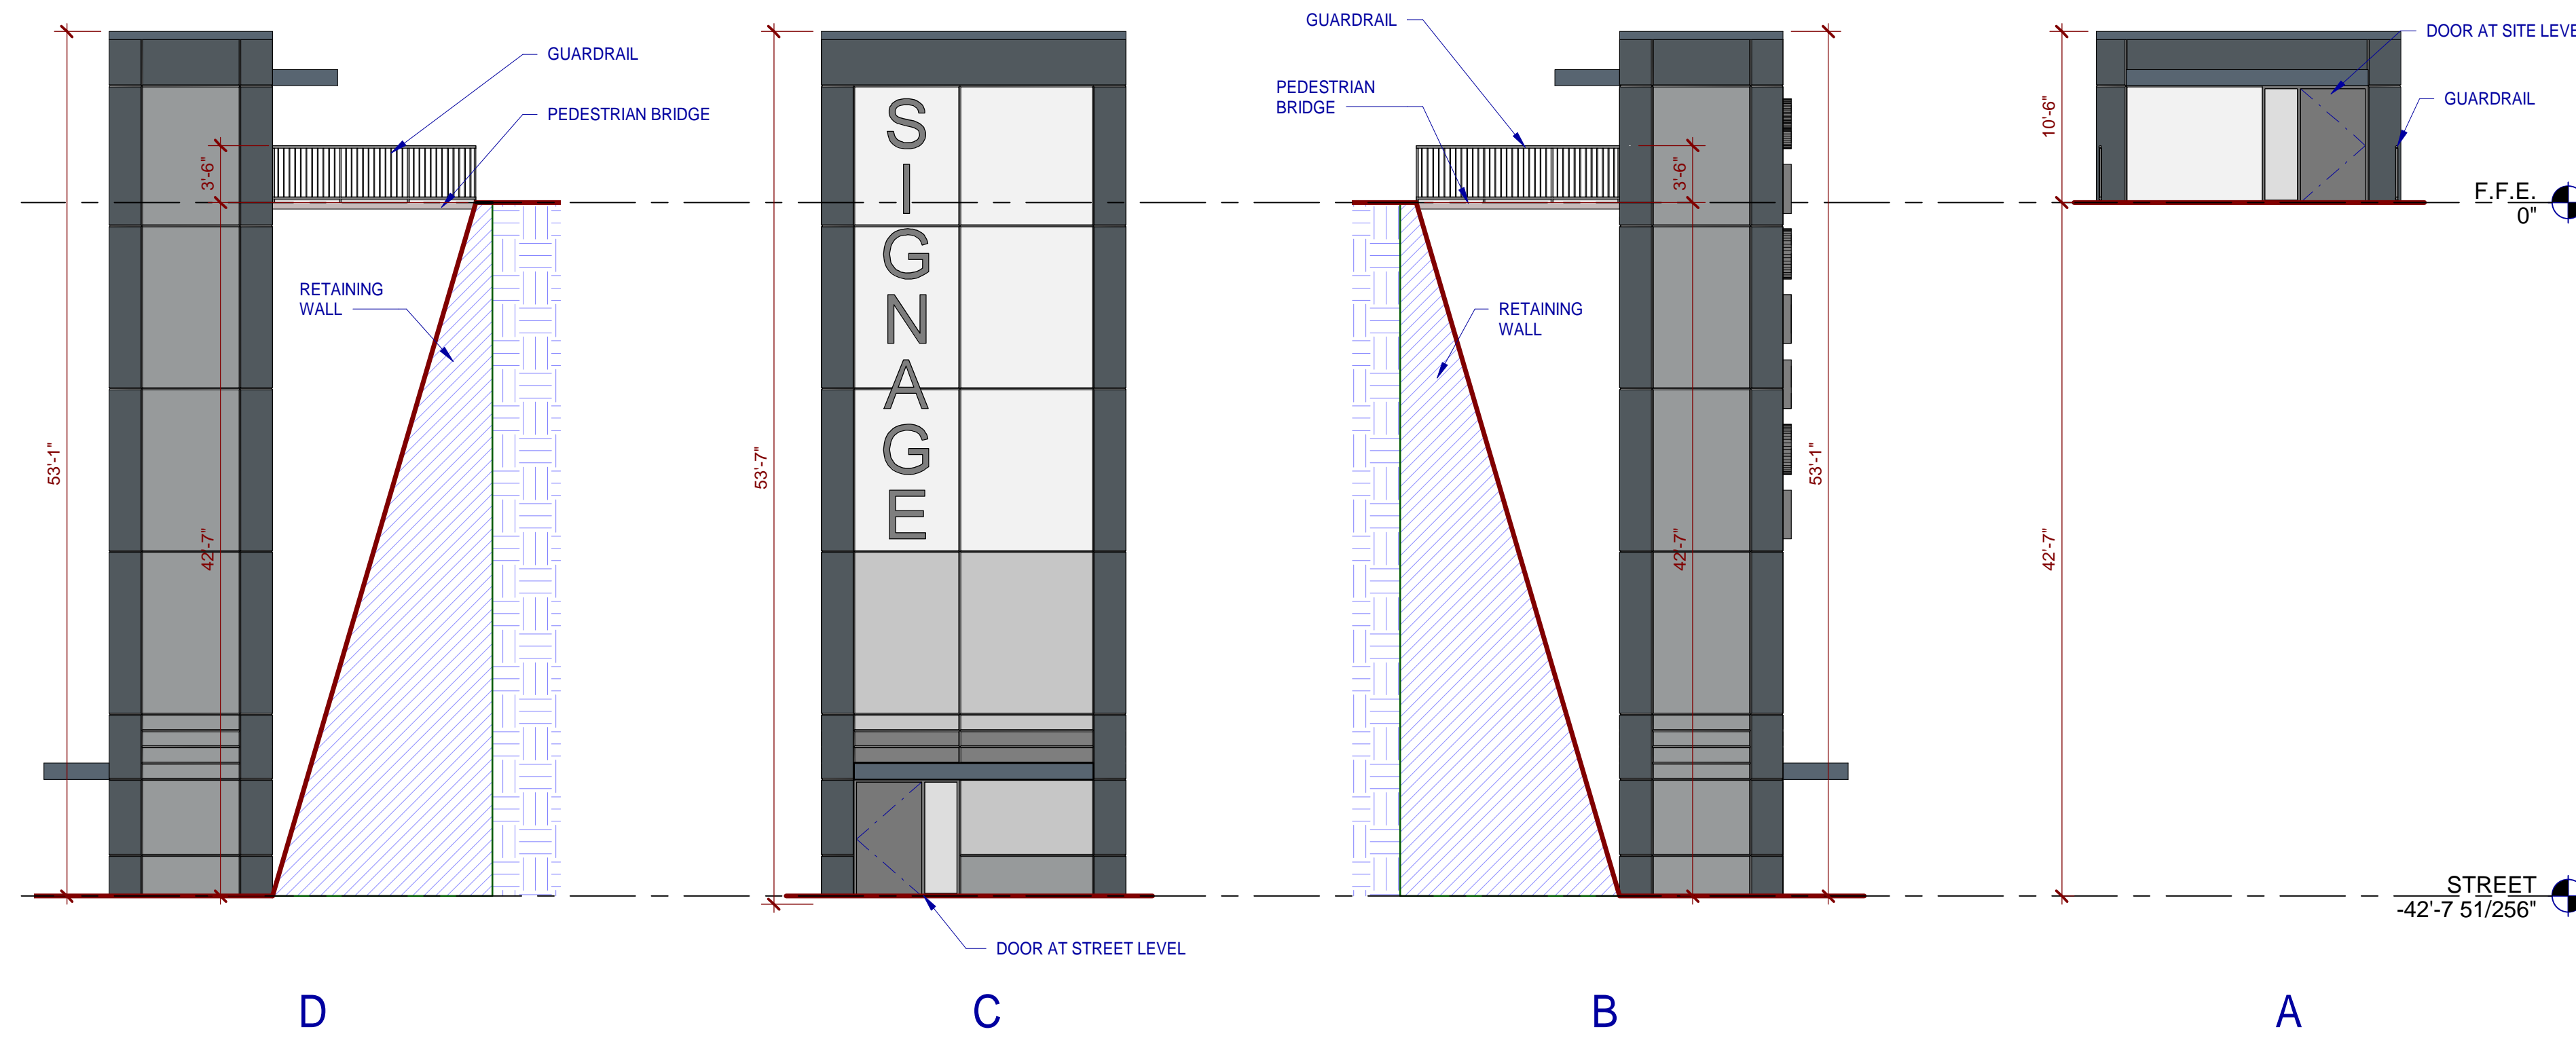 GUARDRAIL
PEDESTRIAN BRIDGE
3'-6"
RETAINING
WALL
53'-1"
42'-7"
D
S
I
G
N
A
G
E
53'-7"
DOOR AT STREET LEVEL
C
GUARDRAIL
PEDESTRIAN
BRIDGE
3'-6"
RETAINING
WALL
53'-1"
42'-7"
B
DOOR AT SITE LEVE
GUARDRAIL
10'-6"
F.F.E.
0"
42'-7"
STREET
-42'-7 51/256"
A